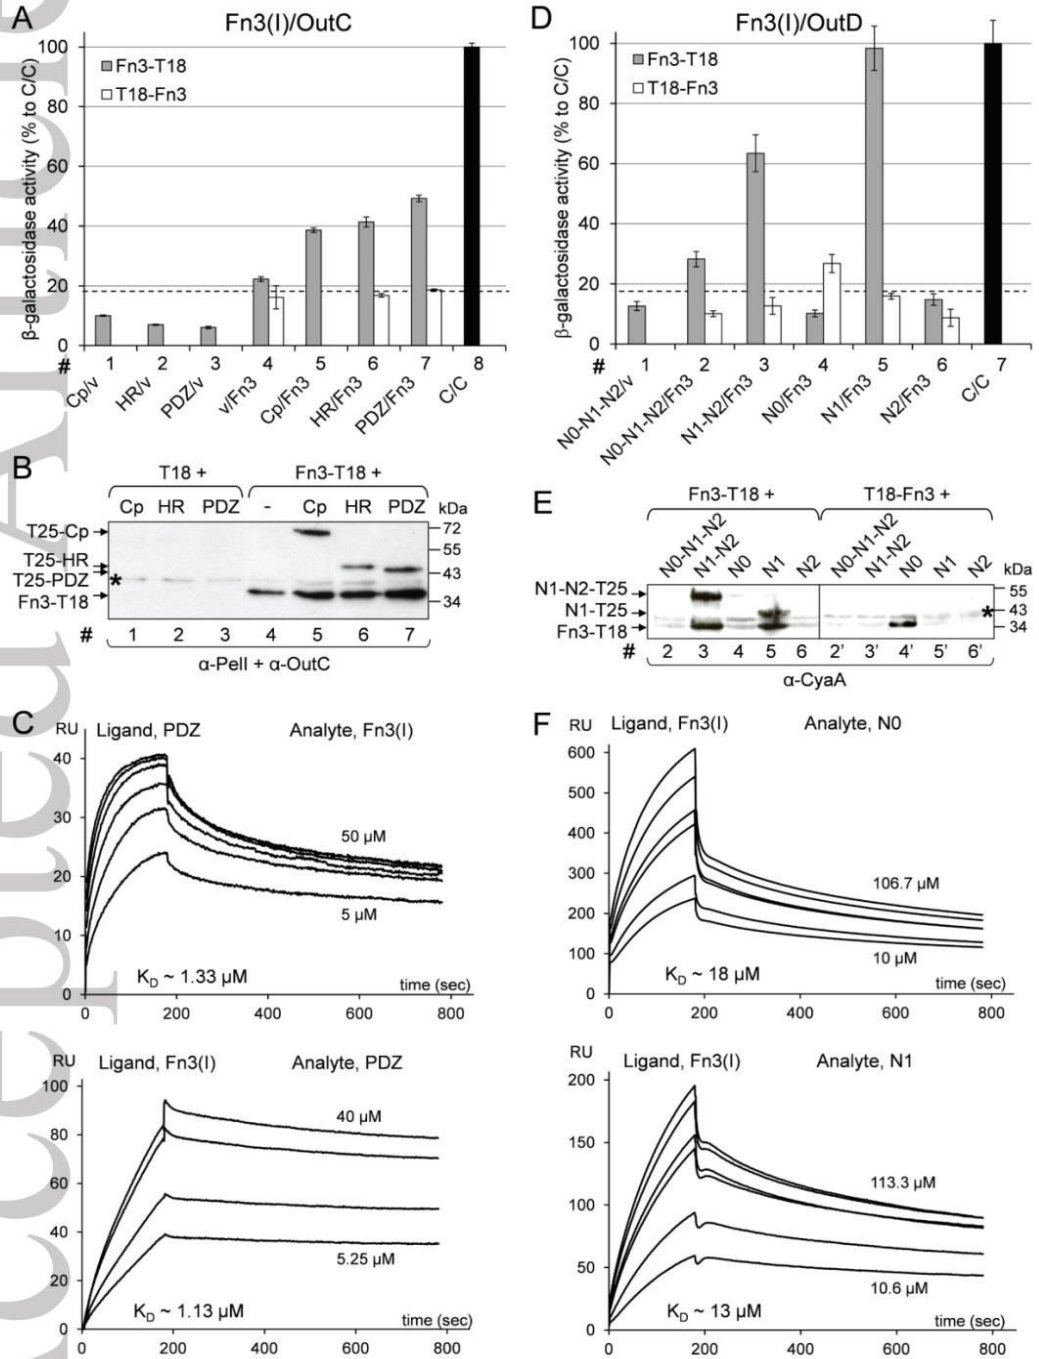 A
Fn3(I)/OutC
β-galactosidase activity (% to C/C)
Fn3-T18
T18-Fn3
100
80
60
40
20
0
# 1 2 3 4 5 6 7 8
Cp/v HR/v PDZ/v v/Fn3 Cp/Fn3 HR/Fn3 PDZ/Fn3 C/C
D
Fn3(I)/OutD
β-galactosidase activity (% to C/C)
Fn3-T18
T18-Fn3
100
80
60
40
20
0
# 1 2 3 4 5 6 7
N0-N1-N2/v N0-N1-N2/Fn3 N1-N2/Fn3 N0/Fn3 N1/Fn3 N2/Fn3 C/C
B
T18 + Fn3-T18 +
Cp HR PDZ - Cp HR PDZ kDa
T25-Cp
T25-HR
T25-PDZ *
Fn3-T18
72
55
43
34
# 1 2 3 4 5 6 7
α-PelI + α-OutC
E
Fn3-T18 + T18-Fn3 +
N0-N1-N2 N1-N2 N0 N1 N2 N0-N1-N2 N1-N2 N0 N1 N2 kDa
N1-N2-T25
N1-T25
Fn3-T18
55
* 43
34
# 2 3 4 5 6 2' 3' 4' 5' 6'
α-CyaA
C
RU Ligand, PDZ Analyte, Fn3(I)
40
30
20
10
0
50 µM
5 µM
K_D ~ 1.33 µM
time (sec)
0 200 400 600 800
RU Ligand, Fn3(I) Analyte, PDZ
100
80
60
40
20
0
40 µM
5.25 µM
K_D ~ 1.13 µM
time (sec)
0 200 400 600 800
F
RU Ligand, Fn3(I) Analyte, N0
600
500
400
300
200
100
0
106.7 µM
10 µM
K_D ~ 18 µM
time (sec)
0 200 400 600 800
RU Ligand, Fn3(I) Analyte, N1
200
150
100
50
0
113.3 µM
10.6 µM
K_D ~ 13 µM
time (sec)
0 200 400 600 800